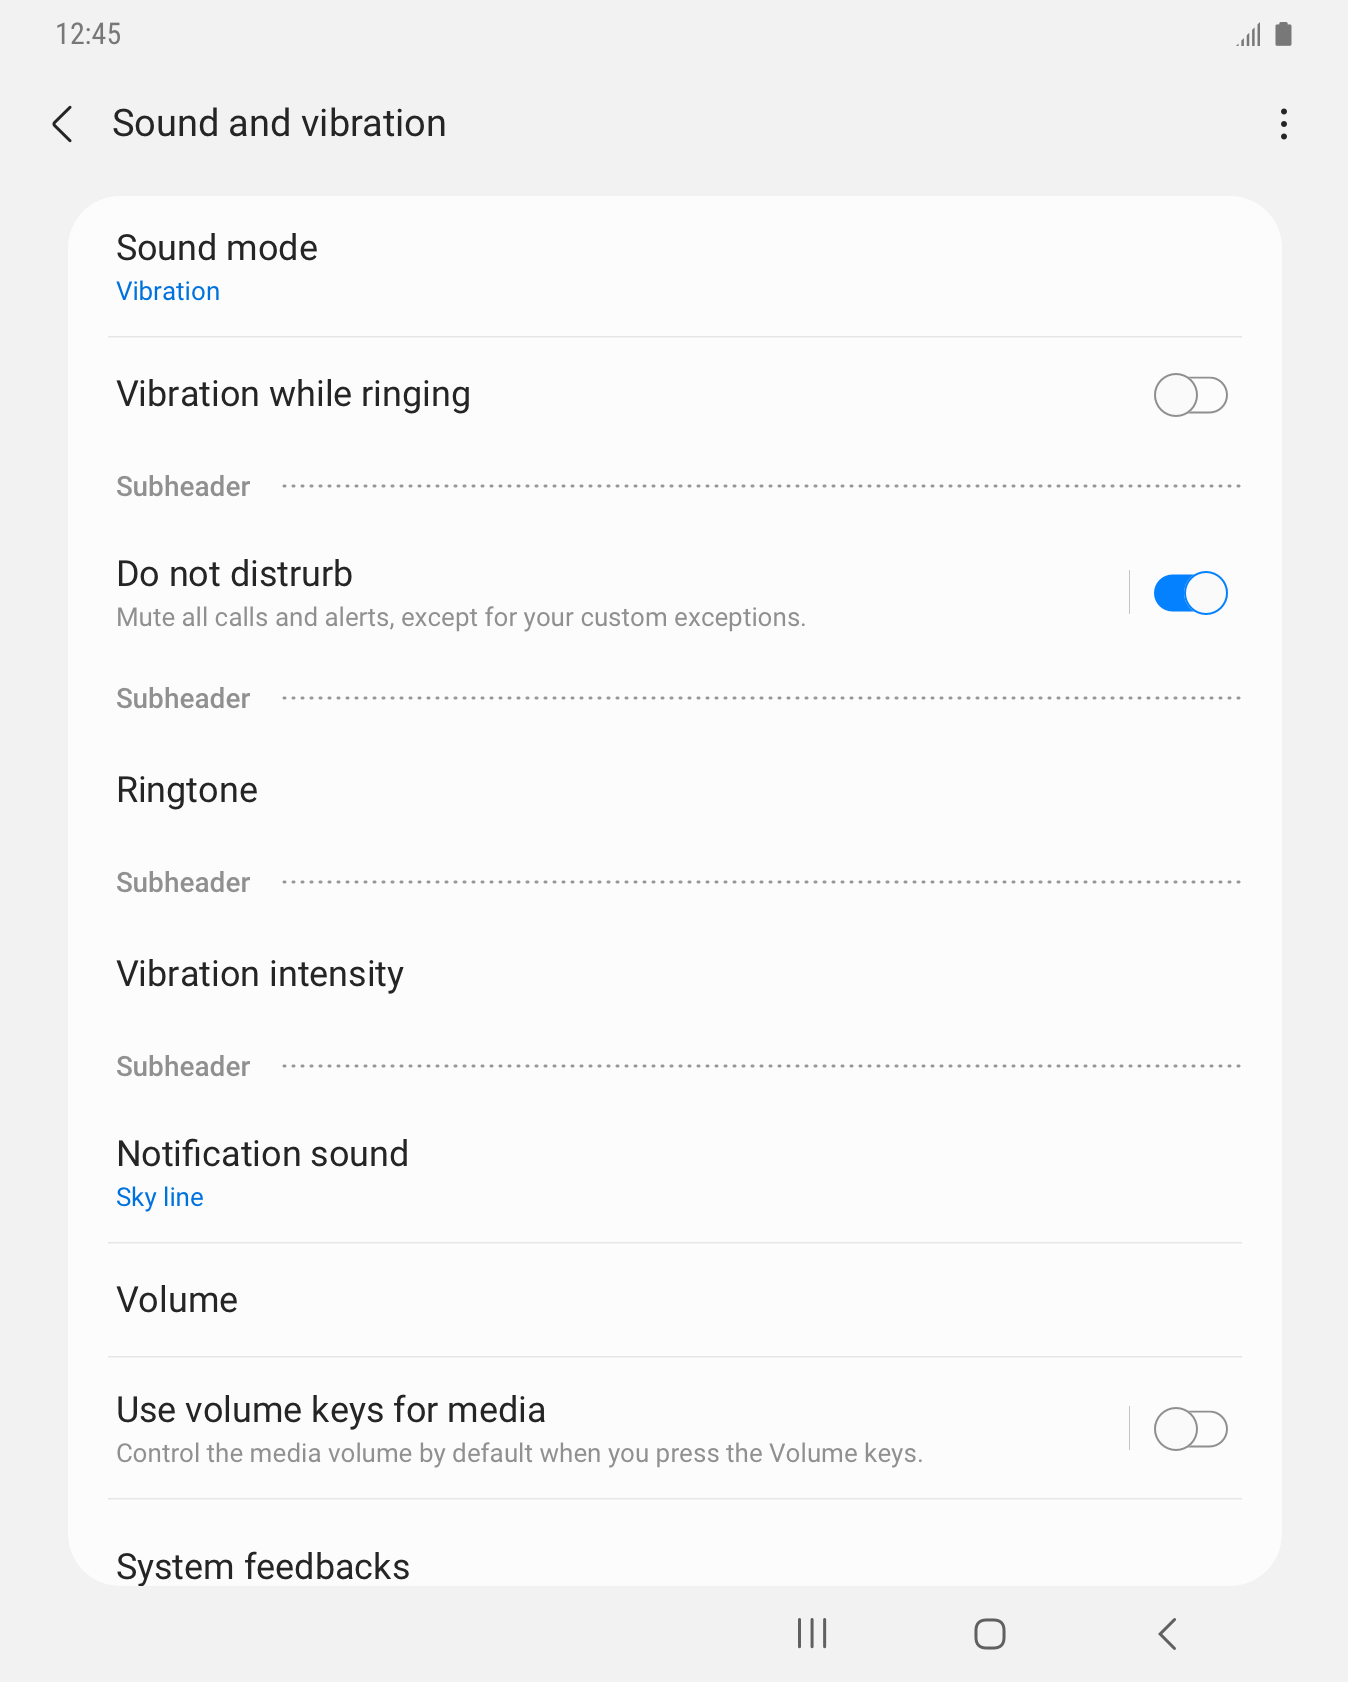 12:45
Sound and vibration
Sound mode
Vibration
Vibration while ringing
Subheader
Do not distrurb
Mute all calls and alerts, except for your custom exceptions.
Subheader
Ringtone
Subheader
Vibration intensity
Subheader
Notification sound
Sky line
Volume
Use volume keys for media
Control the media volume by default when you press the Volume keys.
System feedbacks